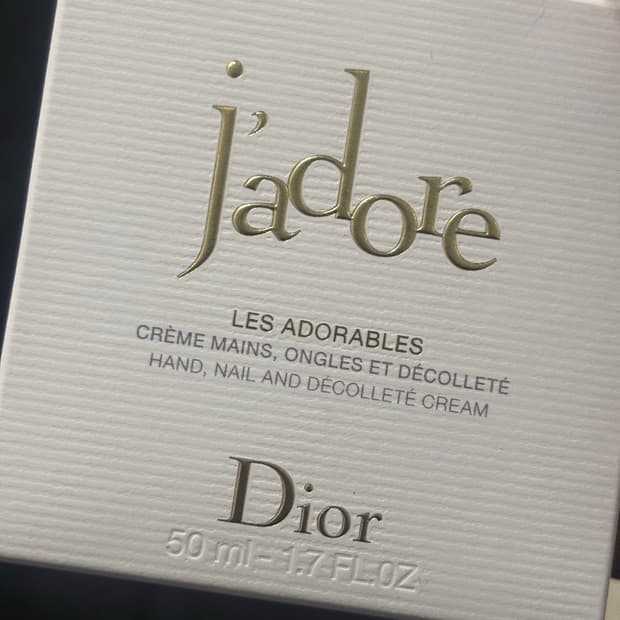 j'adore
LES ADORABLES
CRÈME MAINS, ONGLES ET DÉCOLLETÉ
HAND, NAIL AND DÉCOLLETÉ CREAM
Dior
50 ml - 1.7 FL.OZ